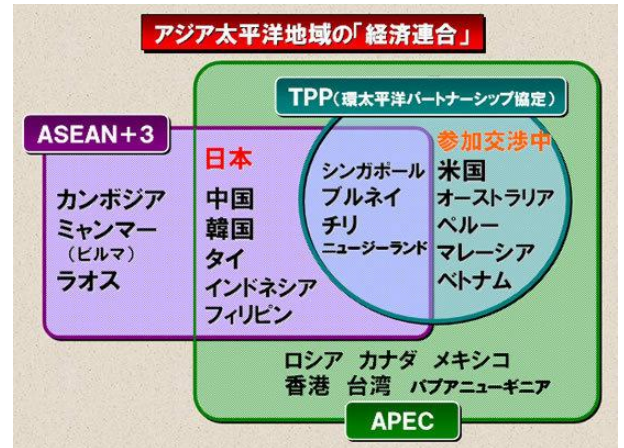 アジア太平洋地域の「経済連合」
TPP(環太平洋パートナーシップ協定)
ASEAN+3
カンボジア
ミャンマー
(ビルマ)
ラオス
日本
中国
韓国
タイ
インドネシア
フィリピン
シンガポール
ブルネイ
チリ
ニュージーランド
参加交渉中
米国
オーストラリア
ペルー
マレーシア
ベトナム
ロシア カナダ メキシコ
香港 台湾 パプアニューギニア
APEC